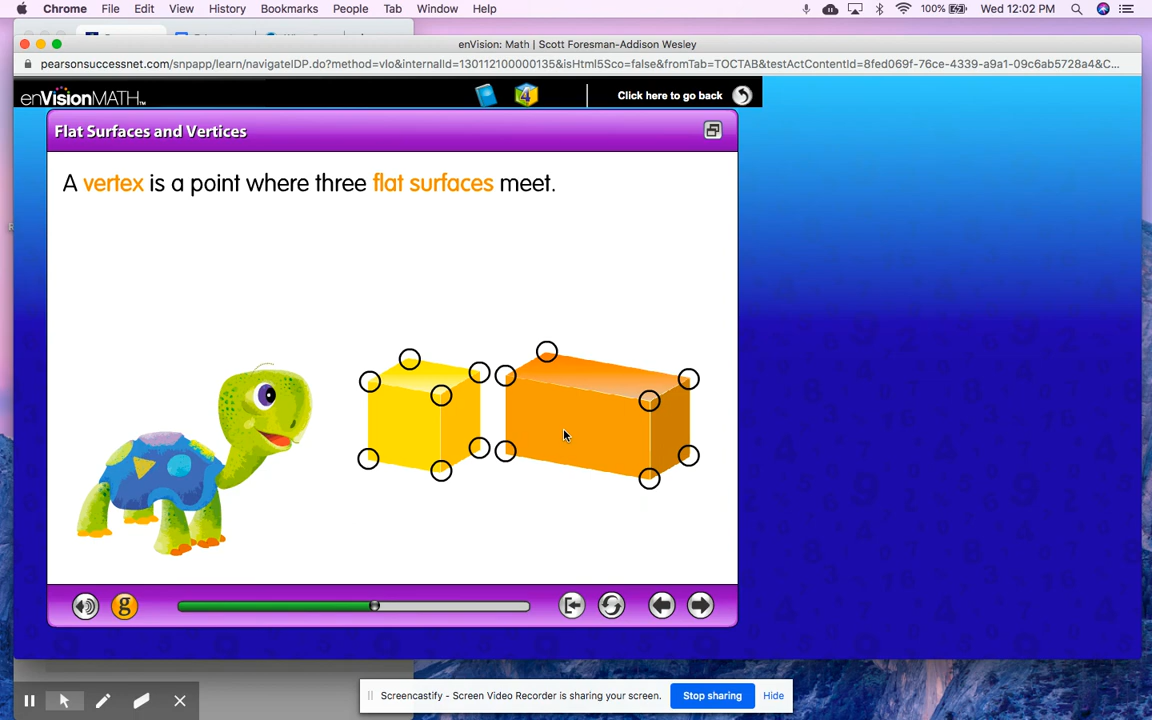 Chrome File Edit View History Bookmarks People Tab Window Help 100% Wed 12:02 PM
enVision: Math | Scott Foresman-Addison Wesley
pearsonsuccessnet.com/snpapp/learn/navigateIDP.do?method=vlo&internalId=130112100000135&isHtml5Sco=false&fromTab=TOCTAB&testActContentId=8fed069f-76ce-4339-a9a1-09c6ab5728a4&C...
enVisionMATH™ 4 Click here to go back
Flat Surfaces and Vertices
A vertex is a point where three flat surfaces meet.
g
Screencastify - Screen Video Recorder is sharing your screen. Stop sharing Hide